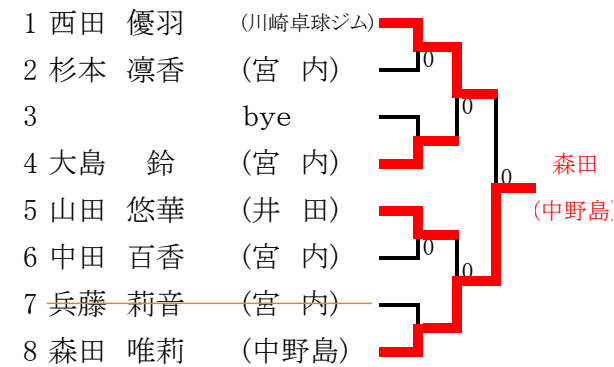 1 西田 優羽 (川崎卓球ジム)
2 杉本 凛香 (宮 内)
0
3 bye
0
4 大島 鈴 (宮 内)
0
森田
5 山田 悠華 (井 田)
(中野島)
6 中田 百香 (宮 内)
0
0
7 兵藤 莉音 (宮 内)
8 森田 唯莉 (中野島)